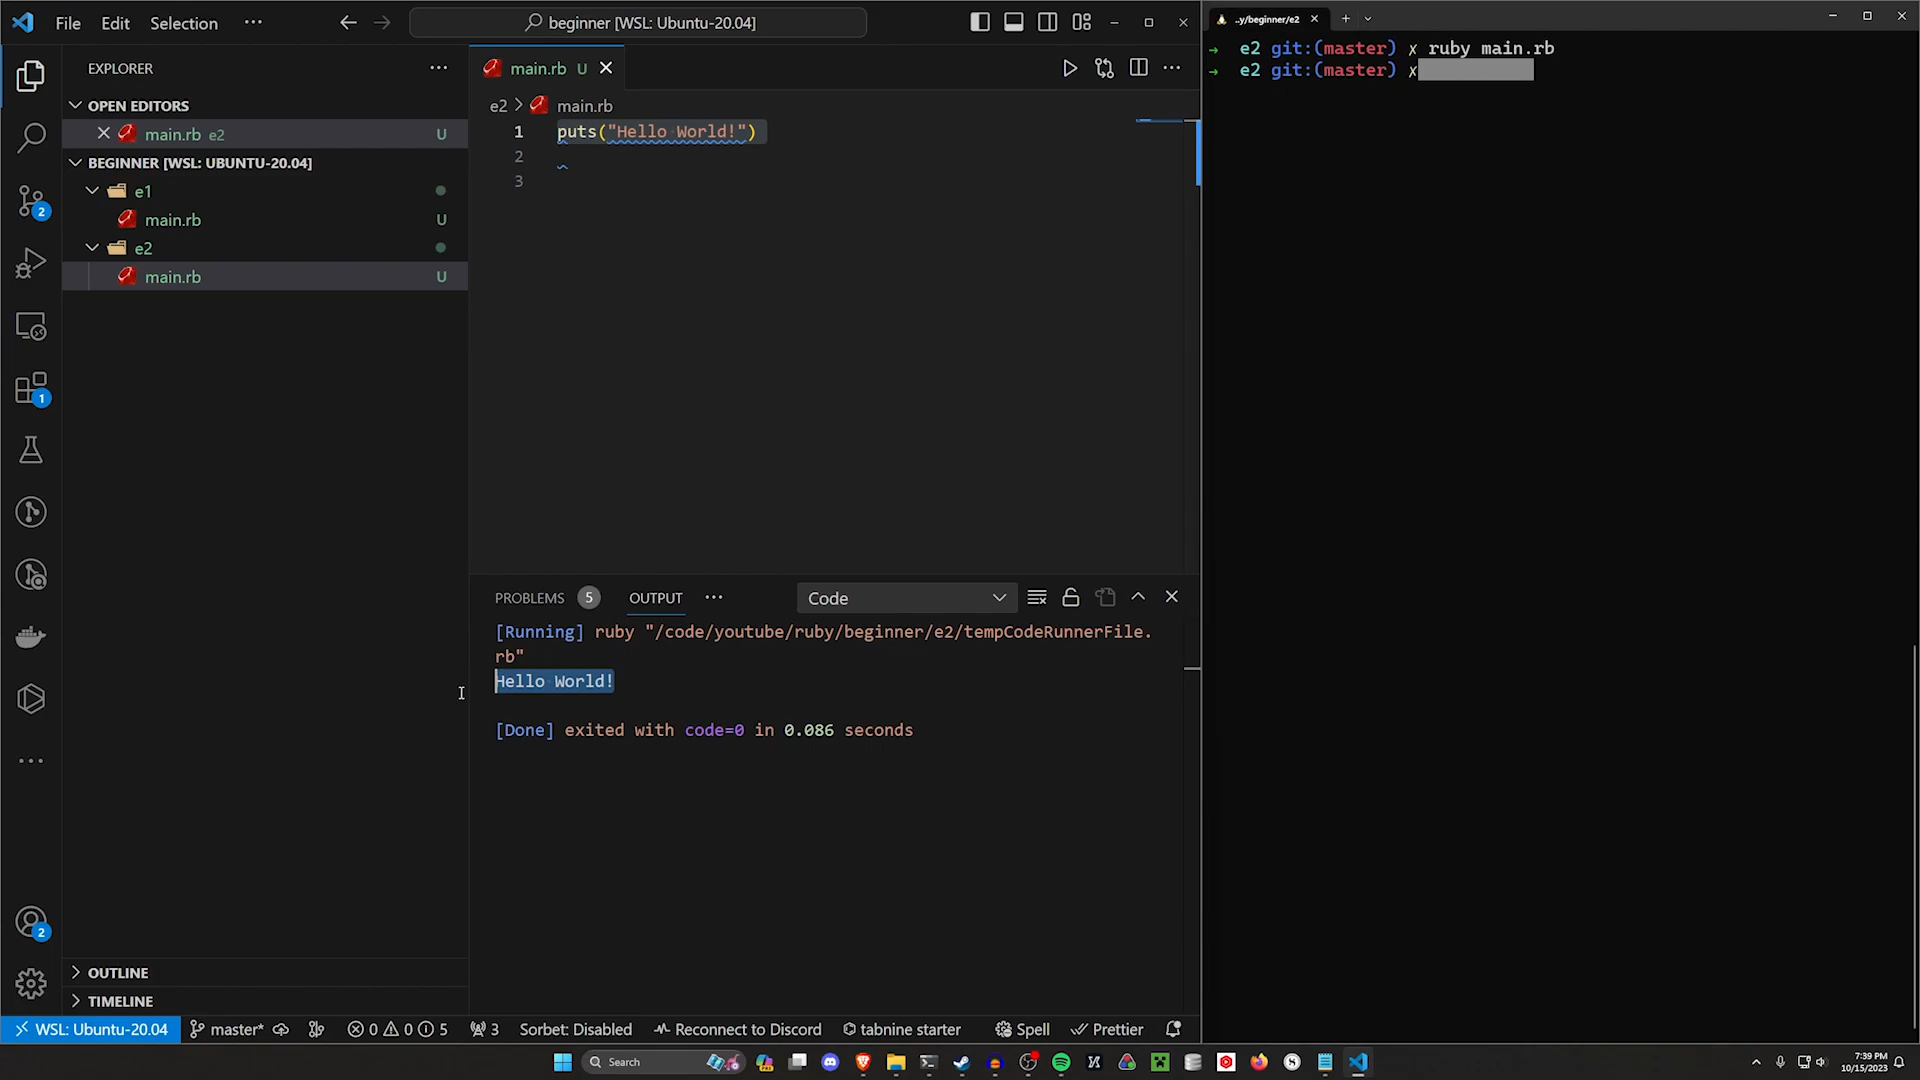 File Edit Selection ···
beginner [WSL: Ubuntu-20.04]
EXPLORER
OPEN EDITORS
main.rb e2 U
BEGINNER [WSL: UBUNTU-20.04]
e1
main.rb U
e2
main.rb U
OUTLINE
TIMELINE
2
1
2
main.rb U
e2 > main.rb
1 puts("Hello World!")
2
3
PROBLEMS 5 OUTPUT ···
Code
[Running] ruby "/code/youtube/ruby/beginner/e2/tempCodeRunnerFile.
rb"
Hello World!
[Done] exited with code=0 in 0.086 seconds
..y/beginner/e2
→ e2 git:(master) ✗ ruby main.rb
→ e2 git:(master) ✗
WSL: Ubuntu-20.04 master* 0 0 5 3 Sorbet: Disabled Reconnect to Discord tabnine starter Spell Prettier
Search
7:39 PM
10/15/2023